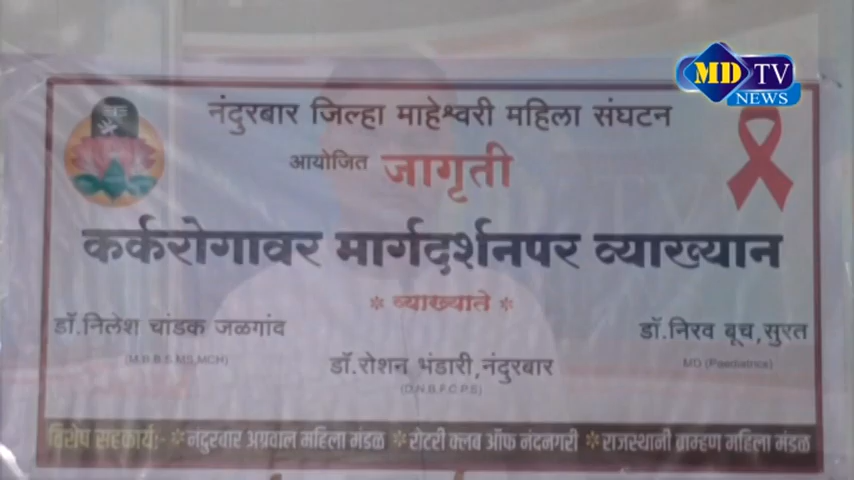 MD TV
NEWS
नंदुरबार जिल्हा माहेश्वरी महिला संघटन
आयोजित जागृती
कर्करोगावर मार्गदर्शनपर व्याख्यान
* व्याख्याते *
डॉ.निलेश चांडक जळगांव
(M.B.B.S.MS,MCH)
डॉ.निरव बूच,सुरत
MD (Paediatrics)
डॉ.रोशन भंडारी,नंदुरबार
(D.N.B.F.C.P.S)
विशेष सहकार्य:- *नंदुरबार अग्रवाल महिला मंडळ *रोटरी क्लब ऑफ नंदनगरी *राजस्थानी ब्राम्हण महिला मंडळ